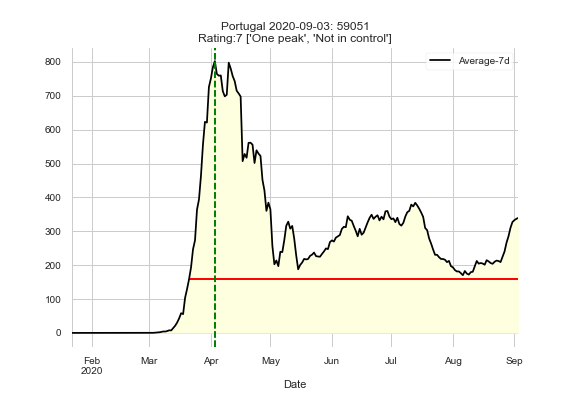 Portugal 2020-09-03: 59051
Rating:7 ['One peak', 'Not in control']
Average-7d
800
700
600
500
400
300
200
100
0
Feb Mar Apr May Jun Jul Aug Sep
2020
Date